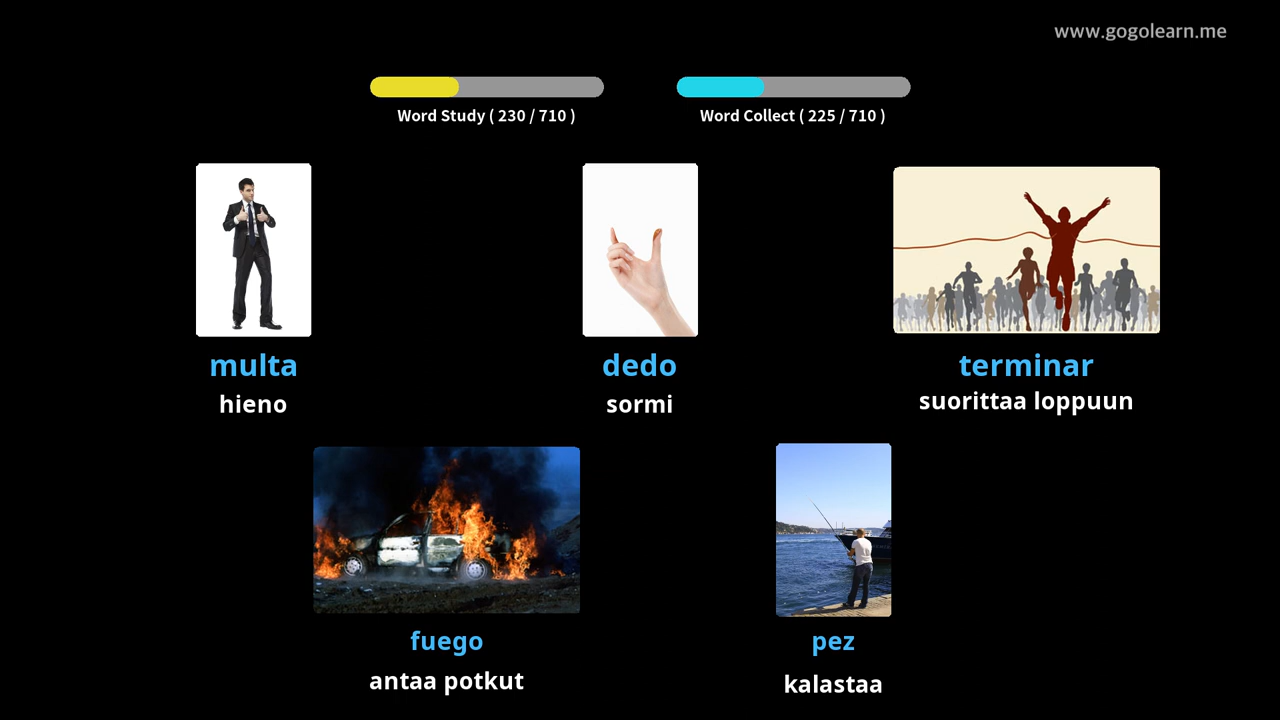 www.gogolearn.me
Word Study ( 230 / 710 )
Word Collect ( 225 / 710 )
multa
hieno
dedo
sormi
terminar
suorittaa loppuun
fuego
antaa potkut
pez
kalastaa